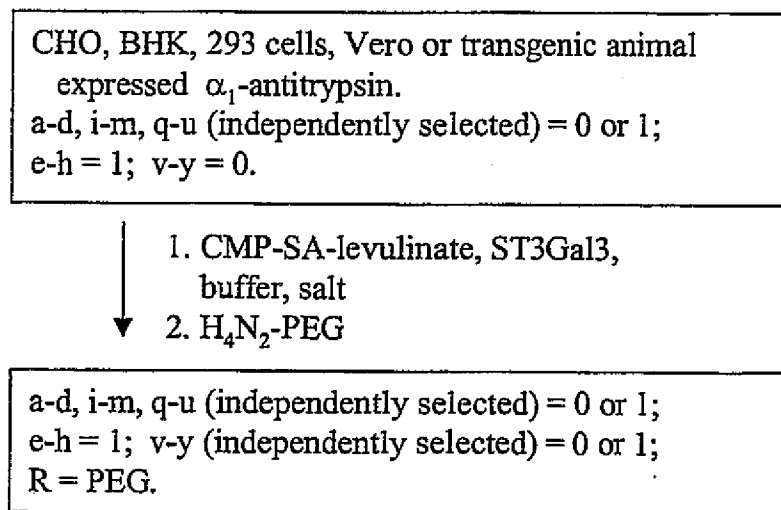 CHO, BHK, 293 cells, Vero or transgenic animal
expressed α₁-antitrypsin.
a-d, i-m, q-u (independently selected) = 0 or 1;
e-h = 1; v-y = 0.
1. CMP-SA-levulinate, ST3Gal3,
buffer, salt
2. H₄N₂-PEG
a-d, i-m, q-u (independently selected) = 0 or 1;
e-h = 1; v-y (independently selected) = 0 or 1;
R = PEG.